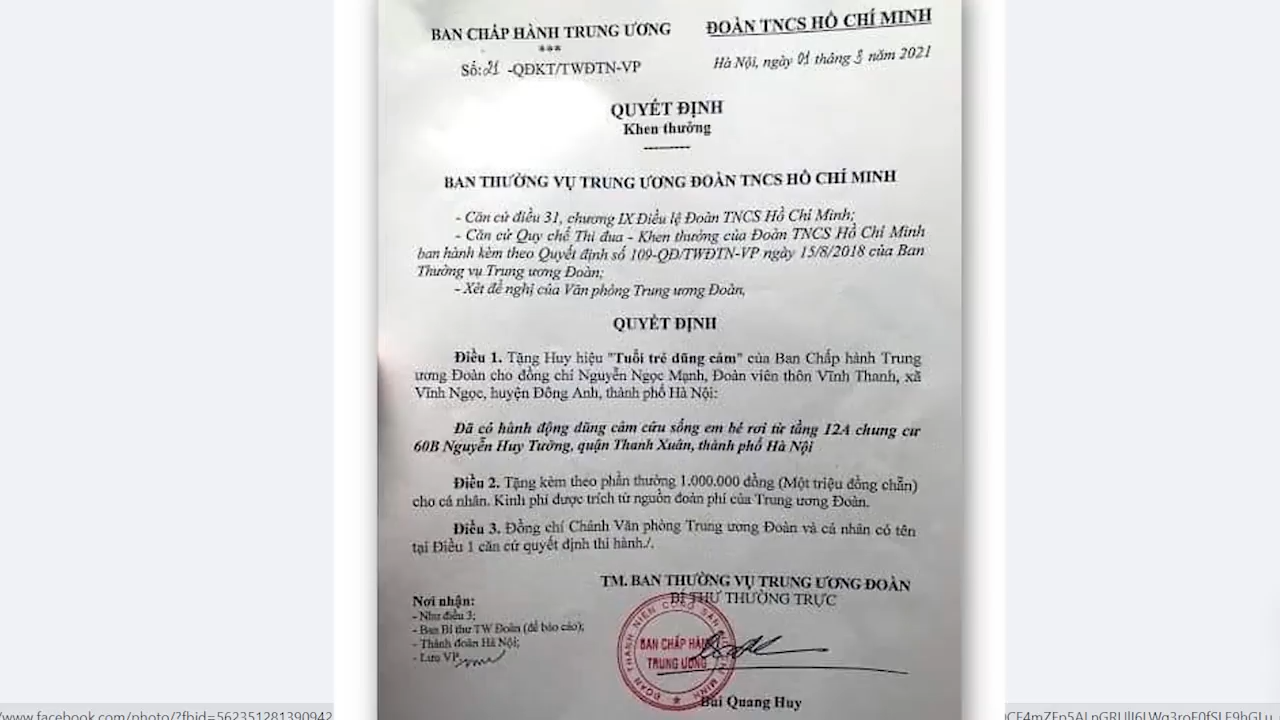 BAN CHẤP HÀNH TRUNG ƯƠNG
***
Số: 21 -QĐKT/TWĐTN-VP
ĐOÀN TNCS HỒ CHÍ MINH
Hà Nội, ngày 01 tháng 3 năm 2021
QUYẾT ĐỊNH
Khen thưởng
BAN THƯỜNG VỤ TRUNG ƯƠNG ĐOÀN TNCS HỒ CHÍ MINH
- Căn cứ điều 31, chương IX Điều lệ Đoàn TNCS Hồ Chí Minh;
- Căn cứ Quy chế Thi đua - Khen thưởng của Đoàn TNCS Hồ Chí Minh
ban hành kèm theo Quyết định số 109-QĐ/TWĐTN-VP ngày 15/8/2018 của Ban
Thường vụ Trung ương Đoàn;
- Xét đề nghị của Văn phòng Trung ương Đoàn,
QUYẾT ĐỊNH
Điều 1. Tặng Huy hiệu "Tuổi trẻ dũng cảm" của Ban Chấp hành Trung
ương Đoàn cho đồng chí Nguyễn Ngọc Mạnh, Đoàn viên thôn Vĩnh Thanh, xã
Vĩnh Ngọc, huyện Đông Anh, thành phố Hà Nội:
Đã có hành động dũng cảm cứu sống em bé rơi từ tầng 12A chung cư
60B Nguyễn Huy Tưởng, quận Thanh Xuân, thành phố Hà Nội
Điều 2. Tặng kèm theo phần thưởng 1.000.000 đồng (Một triệu đồng chẵn)
cho cá nhân. Kinh phí được trích từ nguồn đoàn phí của Trung ương Đoàn.
Điều 3. Đồng chí Chánh Văn phòng Trung ương Đoàn và cá nhân có tên
tại Điều 1 căn cứ quyết định thi hành./.
TM. BAN THƯỜNG VỤ TRUNG ƯƠNG ĐOÀN
BÍ THƯ THƯỜNG TRỰC
Nơi nhận:
- Như điều 3;
- Ban Bí thư TW Đoàn (để báo cáo);
- Thành đoàn Hà Nội;
- Lưu VP
BAN CHẤP HÀNH
TRUNG ƯƠNG
Bùi Quang Huy
/www.facebook.com/photo/?fbid=562351281390942